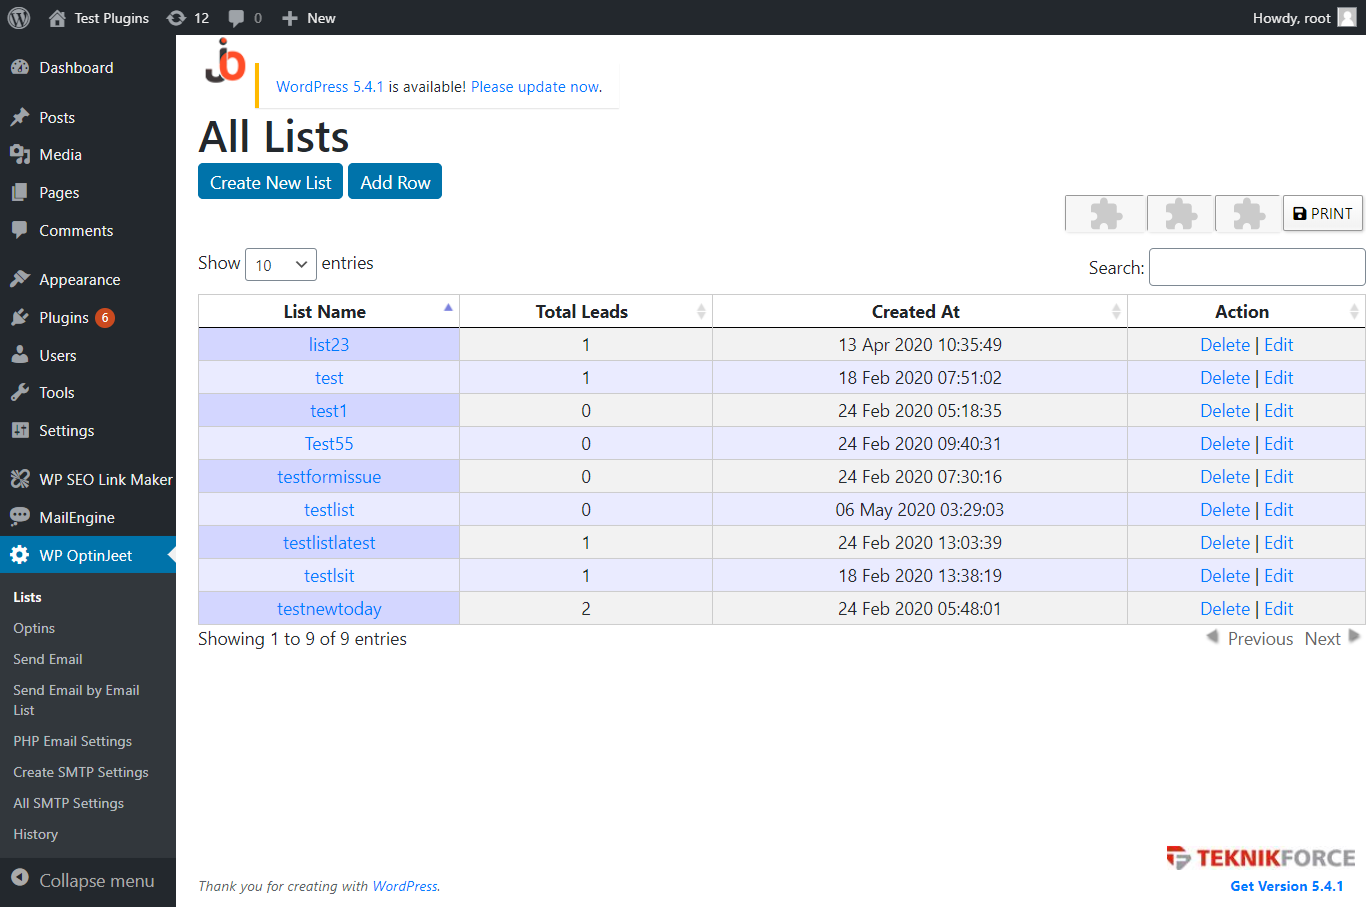 Test Plugins 12 0 New Howdy, root
Dashboard
Posts
Media
Pages
Comments
Appearance
Plugins 6
Users
Tools
Settings
WP SEO Link Maker
MailEngine
WP OptinJeet
Lists
Optins
Send Email
Send Email by Email
List
PHP Email Settings
Create SMTP Settings
All SMTP Settings
History
Collapse menu
WordPress 5.4.1 is available! Please update now.
All Lists
Create New List Add Row
PRINT
Show 10 entries Search:
List Name Total Leads Created At Action
list23 1 13 Apr 2020 10:35:49 Delete | Edit
test 1 18 Feb 2020 07:51:02 Delete | Edit
test1 0 24 Feb 2020 05:18:35 Delete | Edit
Test55 0 24 Feb 2020 09:40:31 Delete | Edit
testformissue 0 24 Feb 2020 07:30:16 Delete | Edit
testlist 0 06 May 2020 03:29:03 Delete | Edit
testlistlatest 1 24 Feb 2020 13:03:39 Delete | Edit
testlsit 1 18 Feb 2020 13:38:19 Delete | Edit
testnewtoday 2 24 Feb 2020 05:48:01 Delete | Edit
Showing 1 to 9 of 9 entries Previous Next
TEKNIKFORCE
Thank you for creating with WordPress. Get Version 5.4.1